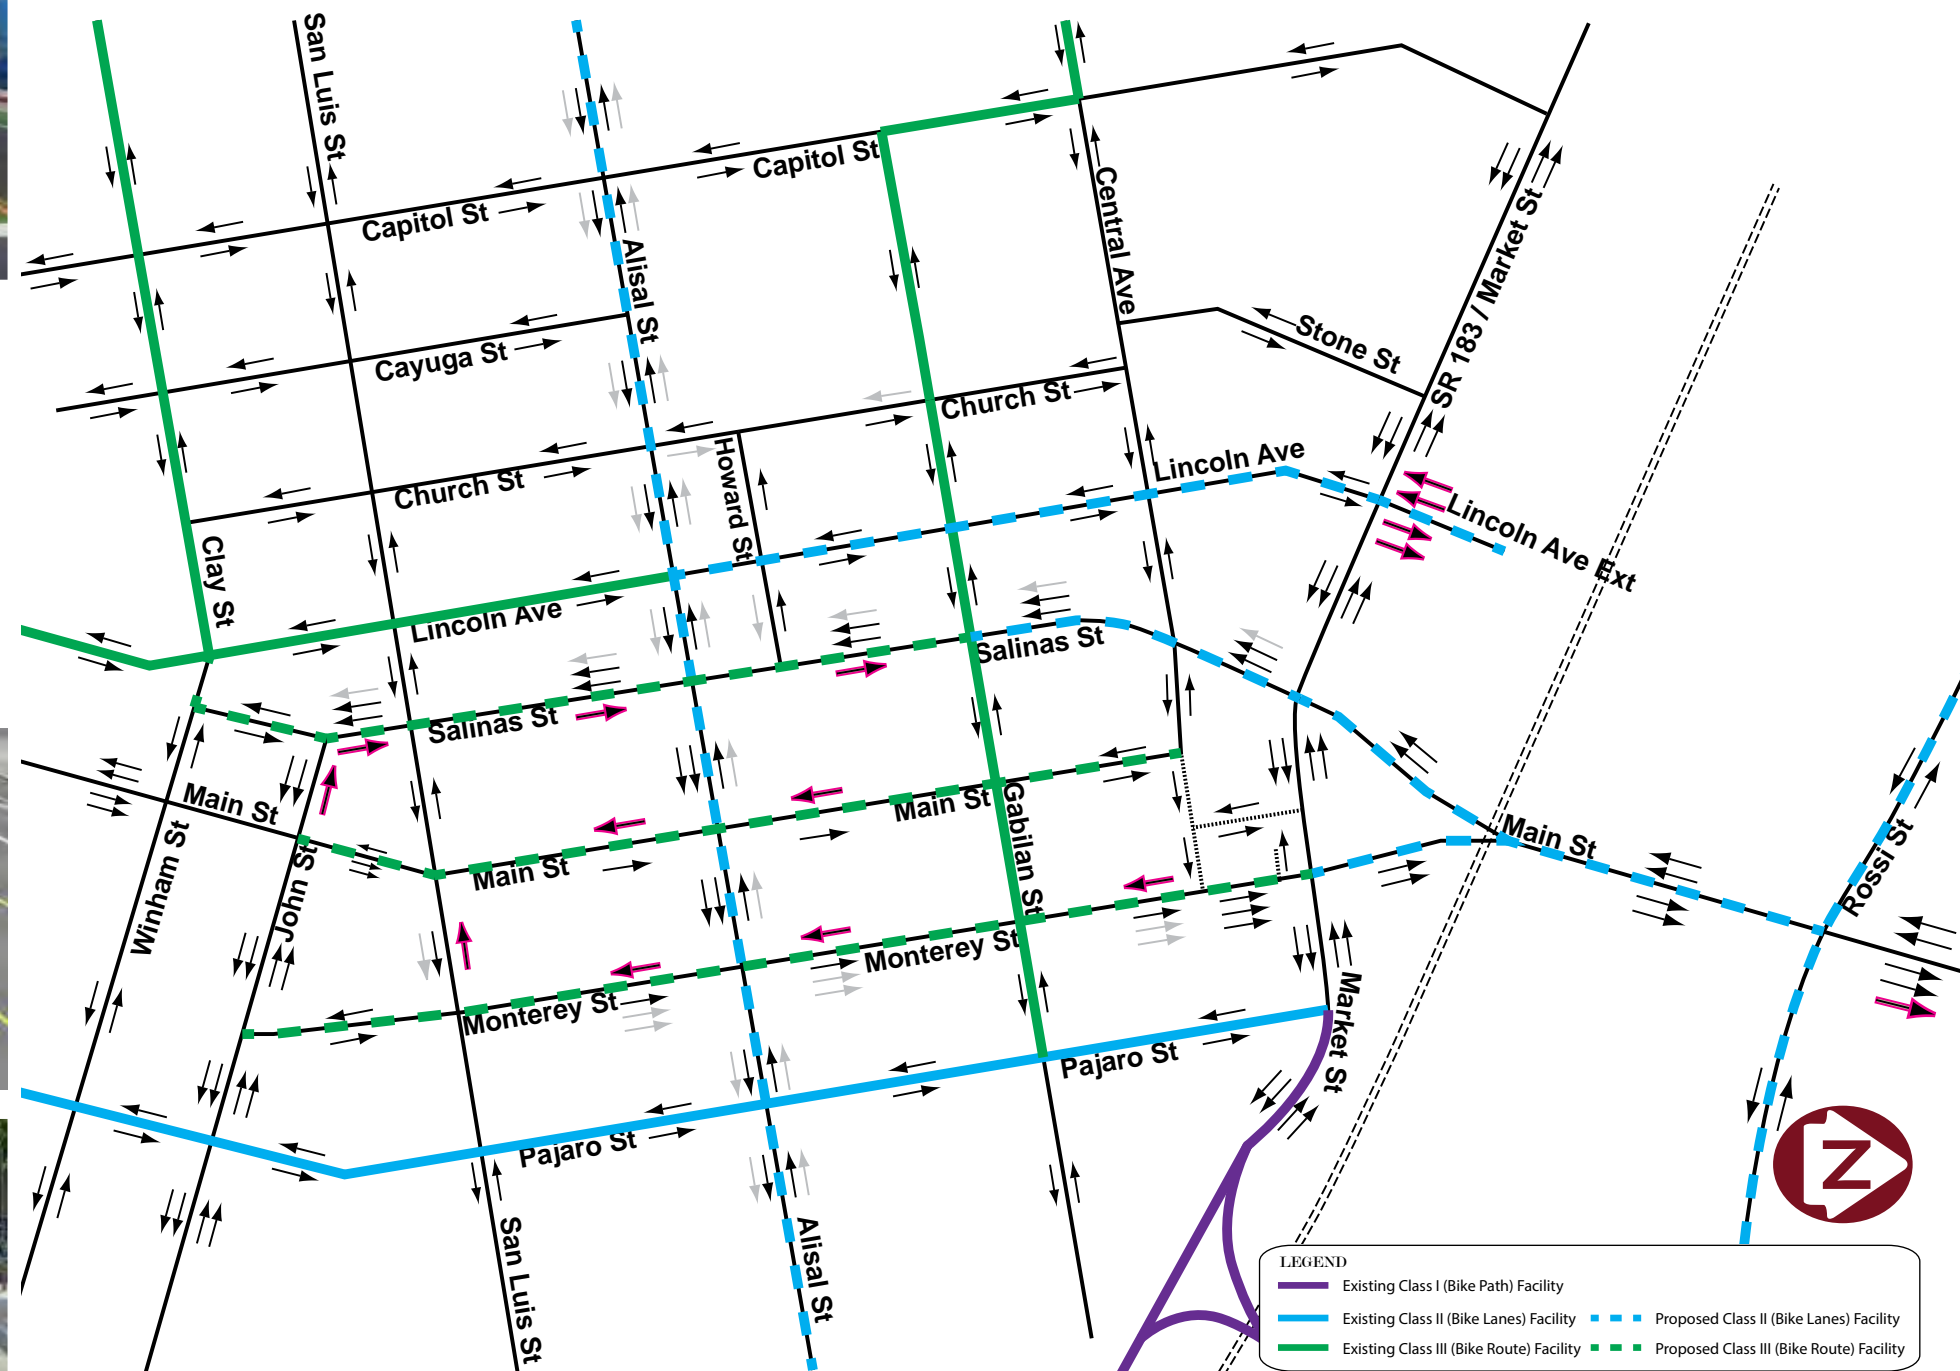 San Luis St
Capitol St
Capitol St
Alisal St
Central Ave
SR 183 / Market St
Stone St
Cayuga St
Church St
Church St
Howard St
Lincoln Ave
Lincoln Ave Ext
Clay St
Lincoln Ave
Salinas St
Salinas St
Main St
Main St
Main St
Main St
Gabilan St
Winham St
John St
Rossi St
Monterey St
Monterey St
Market St
Pajaro St
Pajaro St
San Luis St
Alisal St
Z
LEGEND
Existing Class I (Bike Path) Facility
Existing Class II (Bike Lanes) Facility
Proposed Class II (Bike Lanes) Facility
Existing Class III (Bike Route) Facility
Proposed Class III (Bike Route) Facility